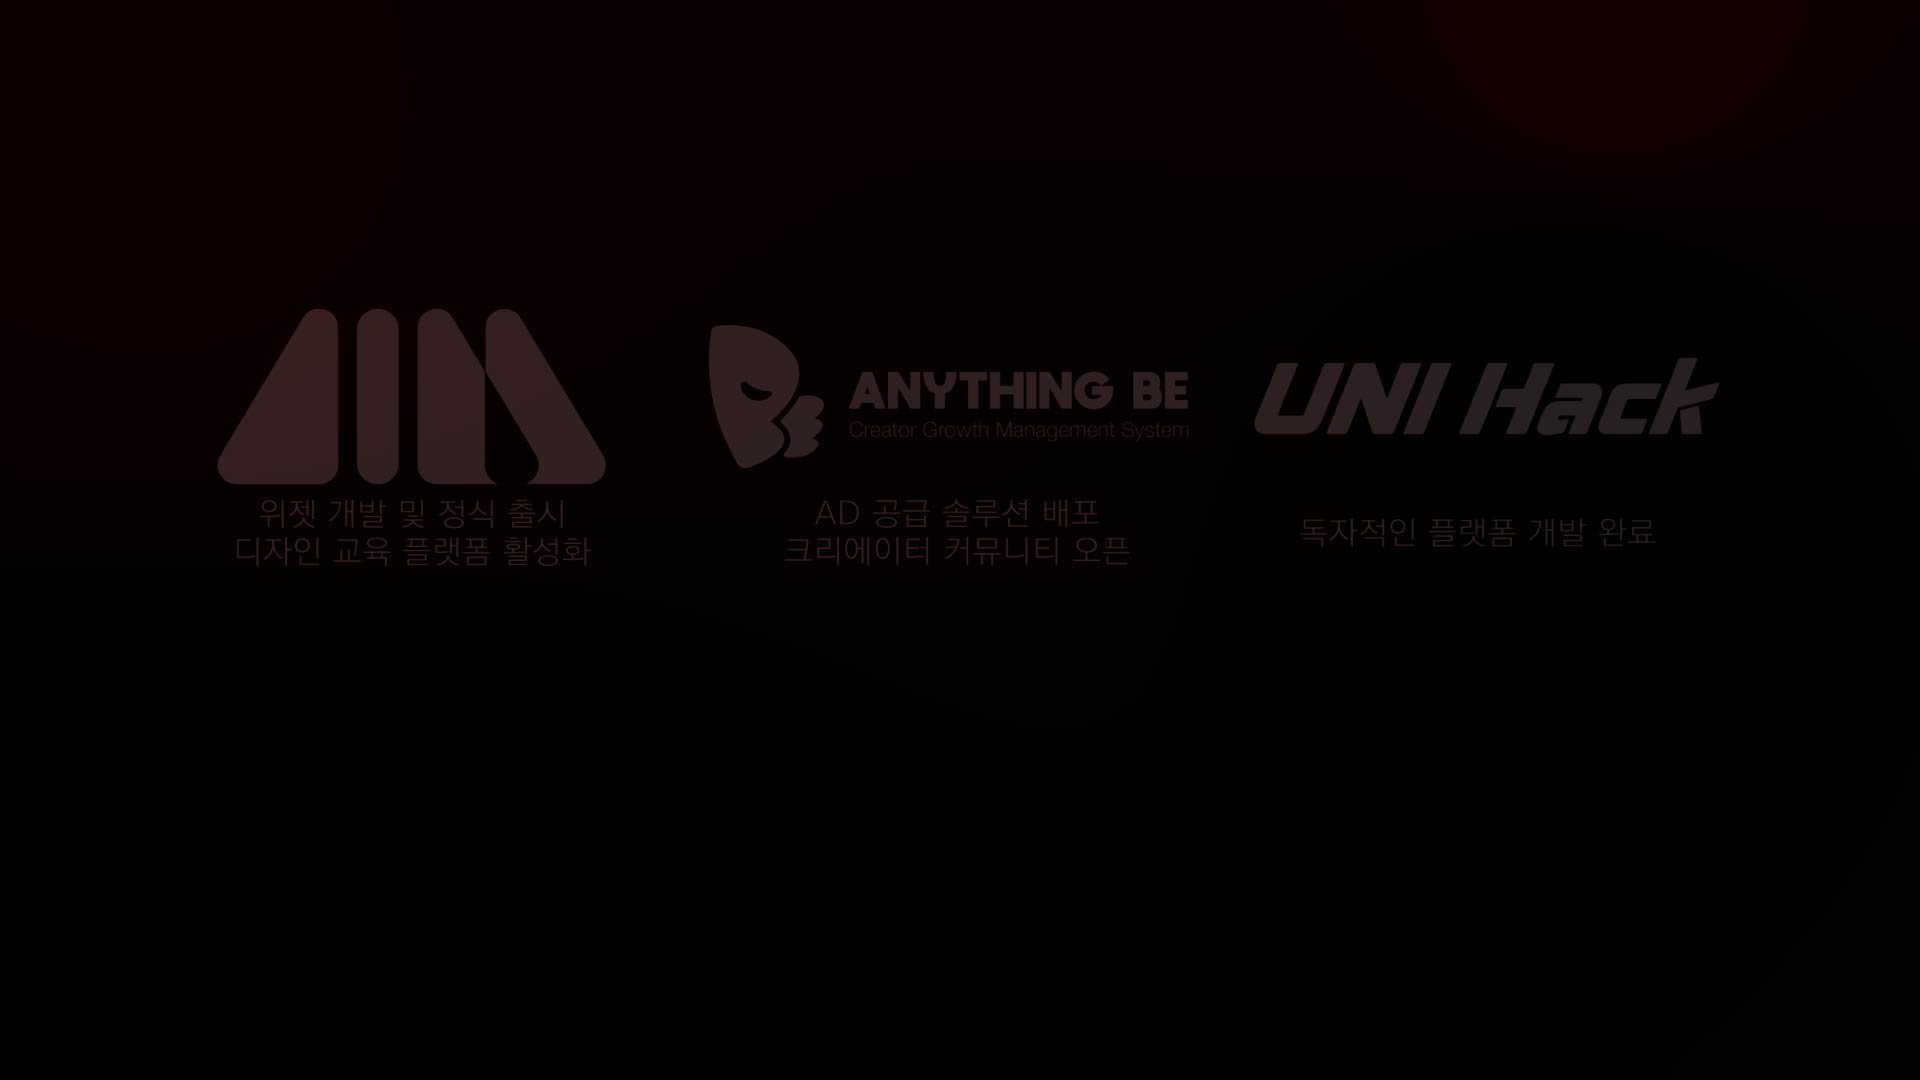 ANYTHING BE
Creator Growth Management System
UNI Hack
위젯 개발 및 정식 출시
디자인 교육 플랫폼 활성화
AD 공급 솔루션 배포
크리에이터 커뮤니티 오픈
독자적인 플랫폼 개발 완료